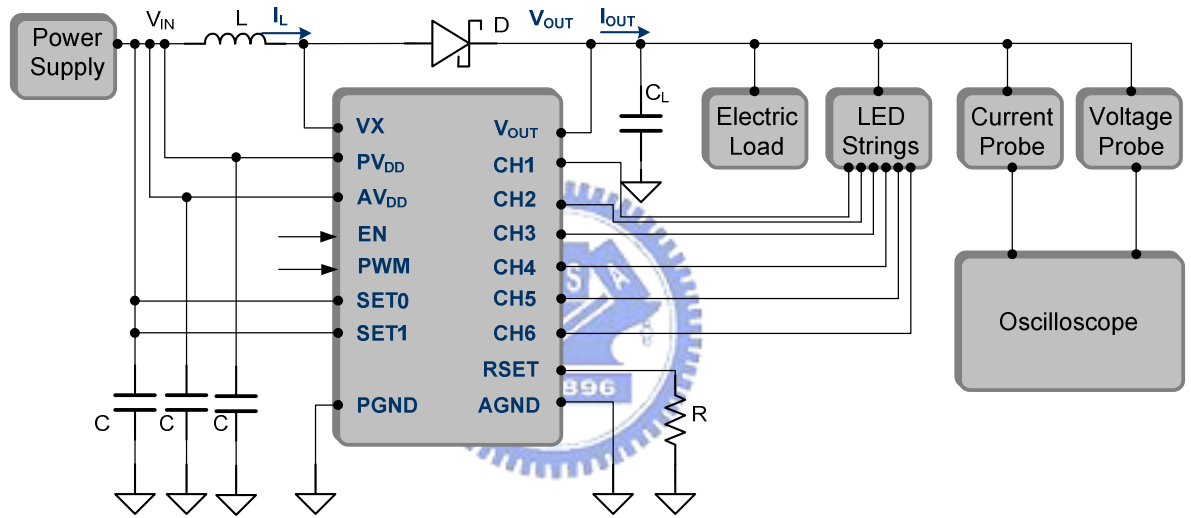 Power
Supply
VIN
L
IL
D
VOUT
IOUT
CL
Electric
Load
LED
Strings
Current
Probe
Voltage
Probe
VX
PVDD
AVDD
EN
PWM
SET0
SET1
PGND
VOUT
CH1
CH2
CH3
CH4
CH5
CH6
RSET
AGND
S
A
896
R
C
C
C
Oscilloscope